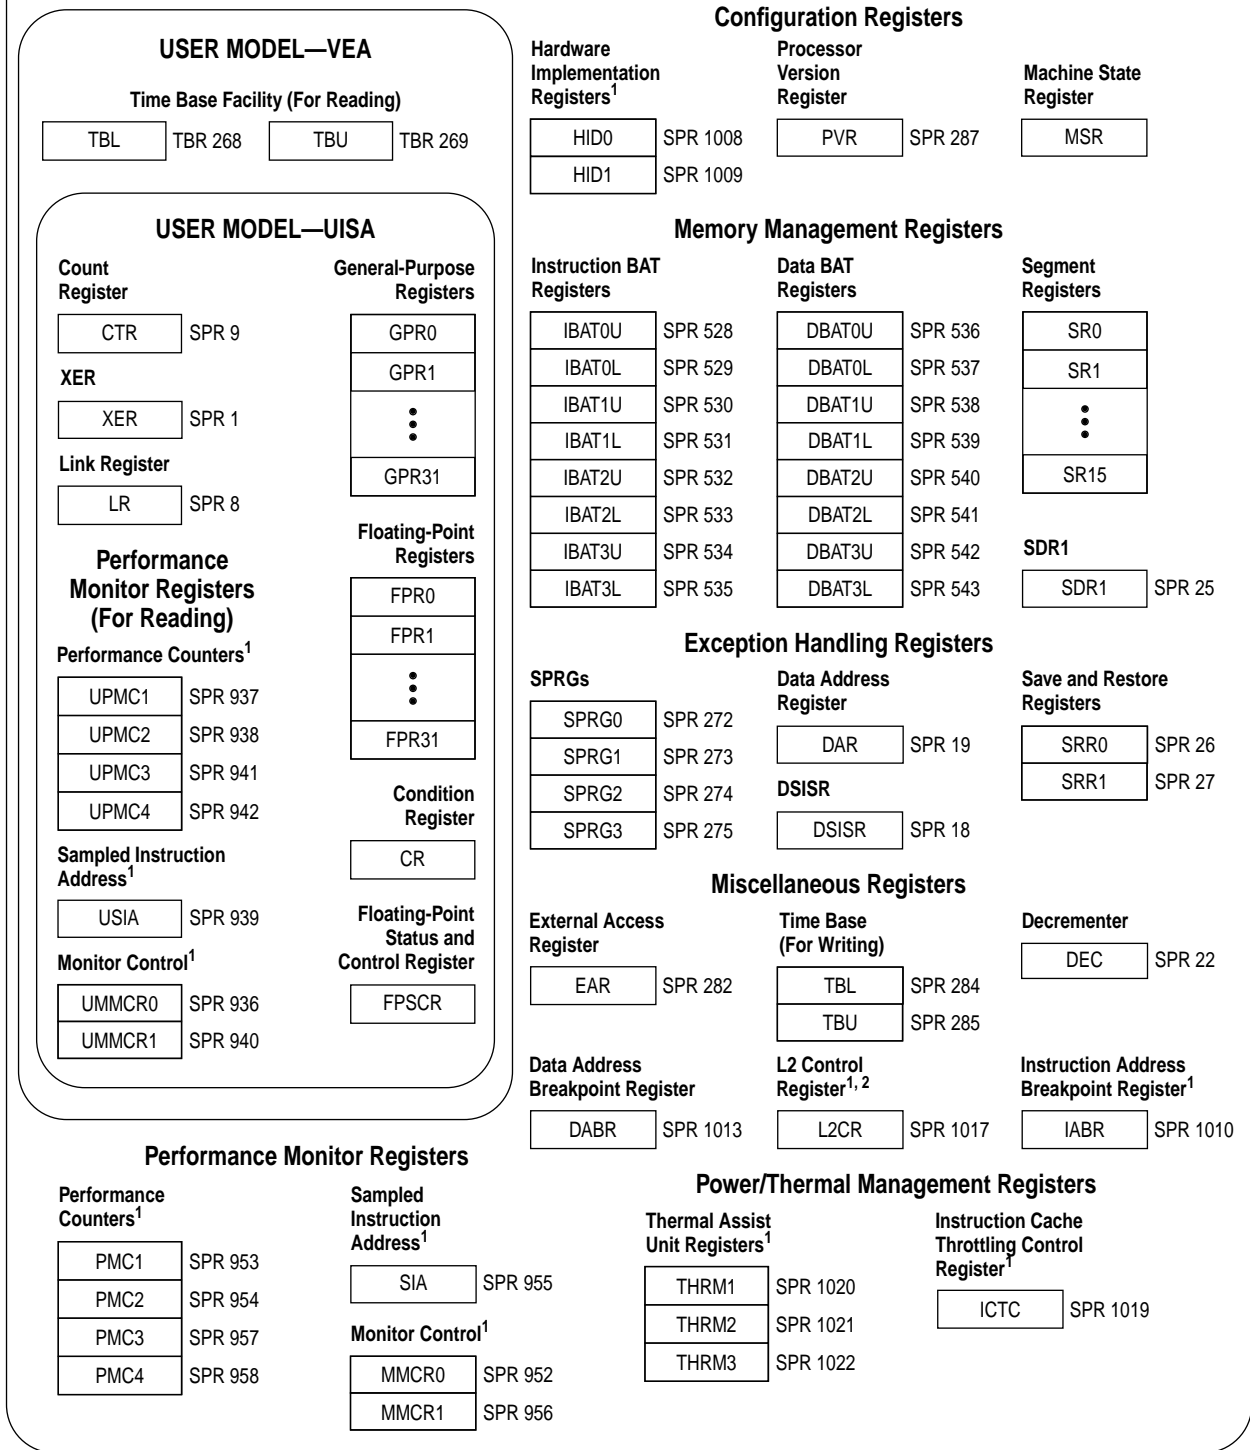 USER MODEL—VEA
Time Base Facility (For Reading)
TBL TBR 268 TBU TBR 269
USER MODEL—UISA
Count
Register
CTR SPR 9
XER
XER SPR 1
Link Register
LR SPR 8
Performance
Monitor Registers
(For Reading)
Performance Counters1
UPMC1 SPR 937
UPMC2 SPR 938
UPMC3 SPR 941
UPMC4 SPR 942
Sampled Instruction
Address1
USIA SPR 939
Monitor Control1
UMMCR0 SPR 936
UMMCR1 SPR 940
General-Purpose
Registers
GPR0
GPR1
GPR31
Floating-Point
Registers
FPR0
FPR1
FPR31
Condition
Register
CR
Floating-Point
Status and
Control Register
FPSCR
Configuration Registers
Hardware
Implementation
Registers1
HID0 SPR 1008
HID1 SPR 1009
Processor
Version
Register
PVR SPR 287
Machine State
Register
MSR
Memory Management Registers
Instruction BAT
Registers
IBAT0U SPR 528
IBAT0L SPR 529
IBAT1U SPR 530
IBAT1L SPR 531
IBAT2U SPR 532
IBAT2L SPR 533
IBAT3U SPR 534
IBAT3L SPR 535
Data BAT
Registers
DBAT0U SPR 536
DBAT0L SPR 537
DBAT1U SPR 538
DBAT1L SPR 539
DBAT2U SPR 540
DBAT2L SPR 541
DBAT3U SPR 542
DBAT3L SPR 543
Segment
Registers
SR0
SR1
SR15
SDR1
SDR1 SPR 25
Exception Handling Registers
SPRGs
SPRG0 SPR 272
SPRG1 SPR 273
SPRG2 SPR 274
SPRG3 SPR 275
Data Address
Register
DAR SPR 19
DSISR
DSISR SPR 18
Save and Restore
Registers
SRR0 SPR 26
SRR1 SPR 27
Miscellaneous Registers
External Access
Register
EAR SPR 282
Time Base
(For Writing)
TBL SPR 284
TBU SPR 285
Decrementer
DEC SPR 22
Data Address
Breakpoint Register
DABR SPR 1013
L2 Control
Register1, 2
L2CR SPR 1017
Instruction Address
Breakpoint Register1
IABR SPR 1010
Performance Monitor Registers
Performance
Counters1
PMC1 SPR 953
PMC2 SPR 954
PMC3 SPR 957
PMC4 SPR 958
Sampled
Instruction
Address1
SIA SPR 955
Monitor Control1
MMCR0 SPR 952
MMCR1 SPR 956
Power/Thermal Management Registers
Thermal Assist
Unit Registers1
THRM1 SPR 1020
THRM2 SPR 1021
THRM3 SPR 1022
Instruction Cache
Throttling Control
Register1
ICTC SPR 1019